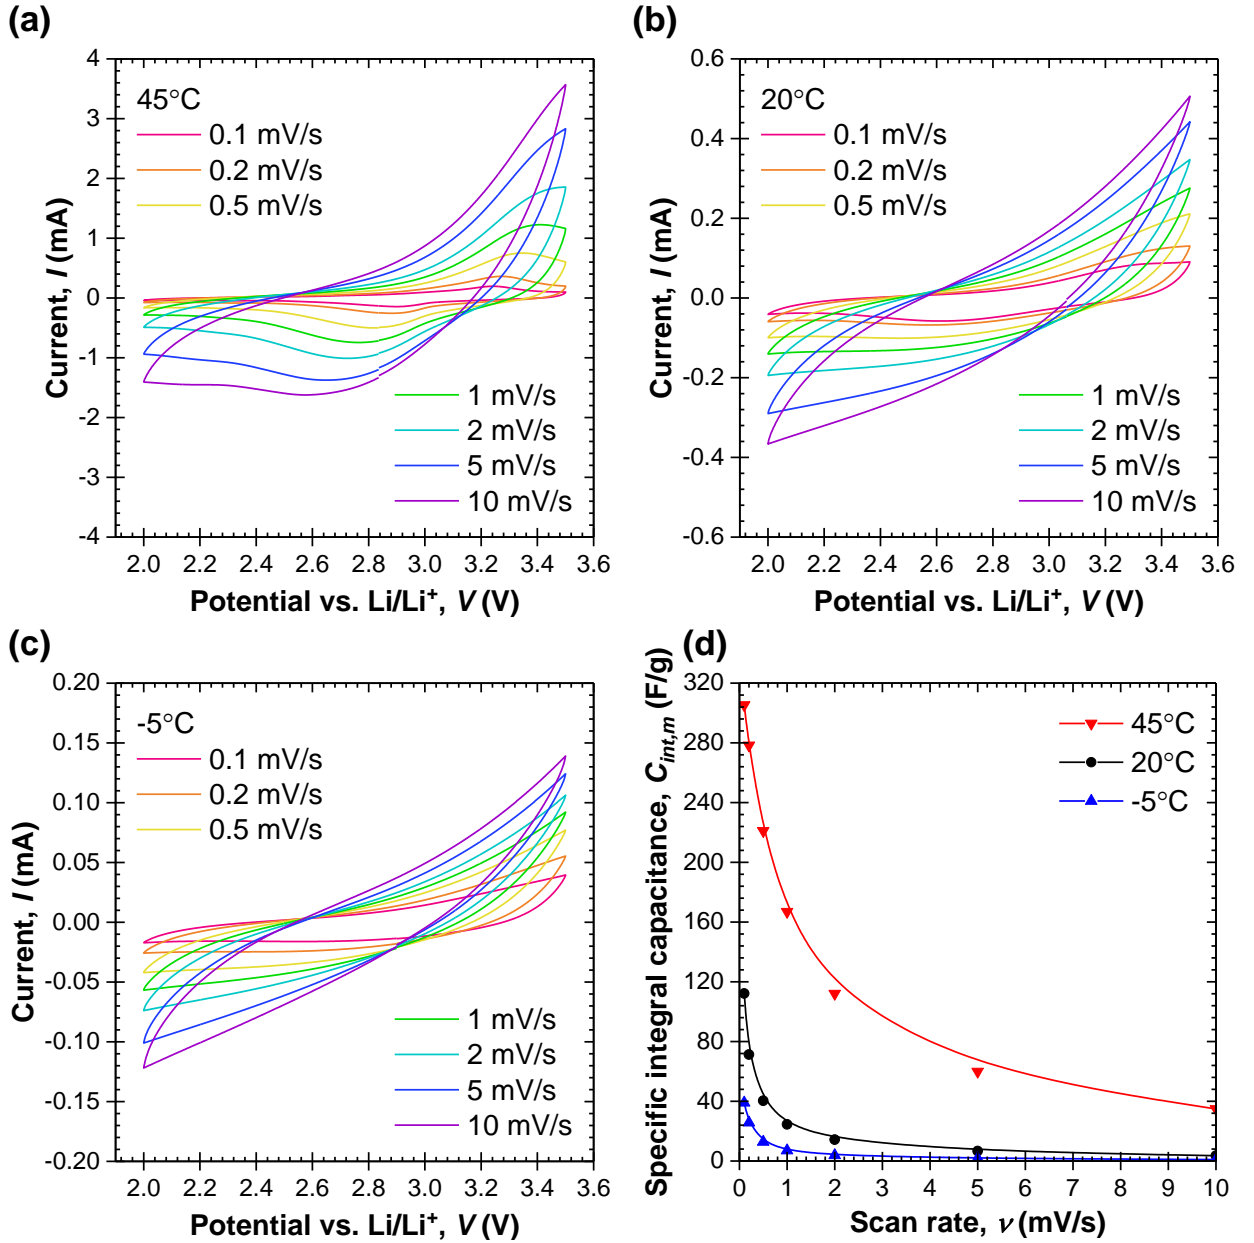 (a)
4
3
2
1
0
-1
-2
-3
-4
Current, I (mA)
45°C
0.1 mV/s
0.2 mV/s
0.5 mV/s
1 mV/s
2 mV/s
5 mV/s
10 mV/s
2.0 2.2 2.4 2.6 2.8 3.0 3.2 3.4 3.6
Potential vs. Li/Li⁺, V (V)
(b)
0.6
0.4
0.2
0.0
-0.2
-0.4
-0.6
Current, I (mA)
20°C
0.1 mV/s
0.2 mV/s
0.5 mV/s
1 mV/s
2 mV/s
5 mV/s
10 mV/s
2.0 2.2 2.4 2.6 2.8 3.0 3.2 3.4 3.6
Potential vs. Li/Li⁺, V (V)
(c)
0.20
0.15
0.10
0.05
0.00
-0.05
-0.10
-0.15
-0.20
Current, I (mA)
-5°C
0.1 mV/s
0.2 mV/s
0.5 mV/s
1 mV/s
2 mV/s
5 mV/s
10 mV/s
2.0 2.2 2.4 2.6 2.8 3.0 3.2 3.4 3.6
Potential vs. Li/Li⁺, V (V)
(d)
320
280
240
200
160
120
80
40
0
Specific integral capacitance, C_int,m (F/g)
45°C
20°C
-5°C
0 1 2 3 4 5 6 7 8 9 10
Scan rate, ν (mV/s)